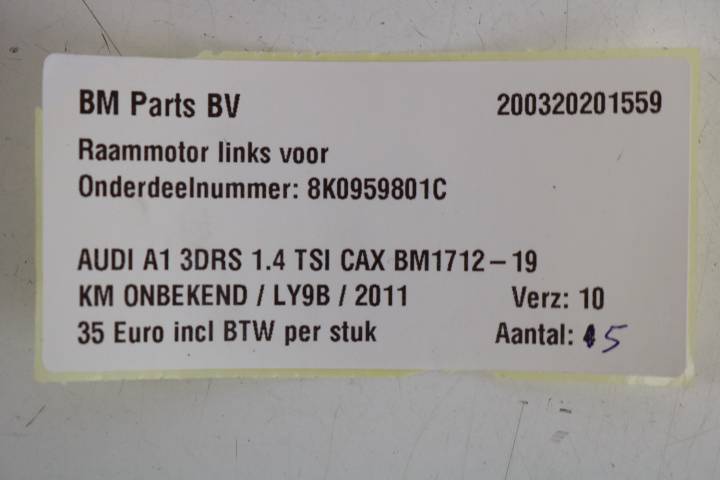 BM Parts BV 200320201559
Raammotor links voor
Onderdeelnummer: 8K0959801C
AUDI A1 3DRS 1.4 TSI CAX BM1712-19
KM ONBEKEND / LY9B / 2011 Verz: 10
35 Euro incl BTW per stuk Aantal: 5